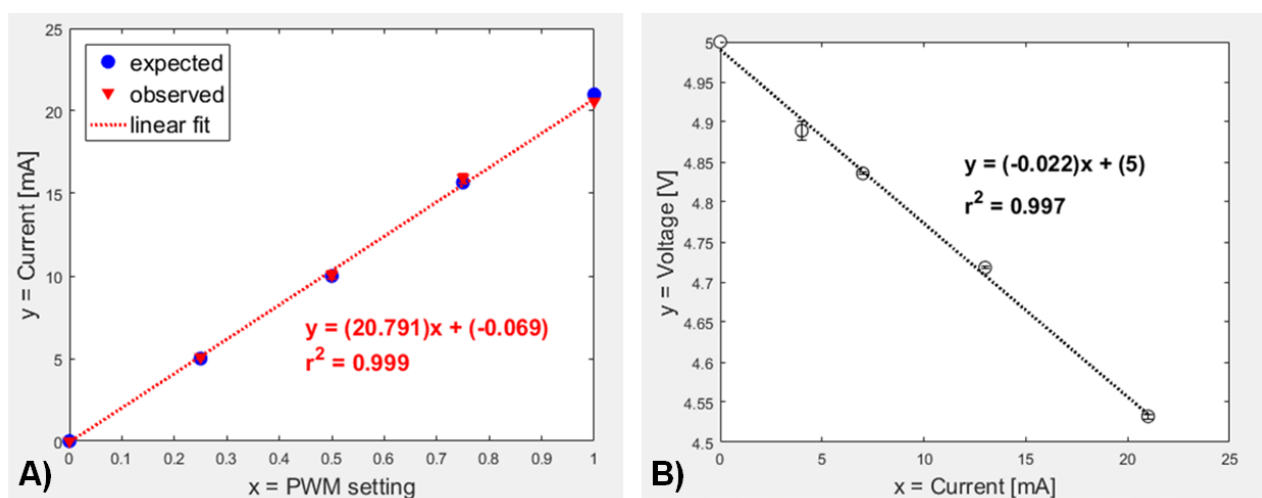 25
20
15
10
5
0
y = Current [mA]
expected
observed
linear fit
y = (20.791)x + (-0.069)
r² = 0.999
0 0.1 0.2 0.3 0.4 0.5 0.6 0.7 0.8 0.9 1
x = PWM setting
A)
5
4.95
4.9
4.85
4.8
4.75
4.7
4.65
4.6
4.55
4.5
y = Voltage [V]
y = (-0.022)x + (5)
r² = 0.997
0 5 10 15 20 25
x = Current [mA]
B)